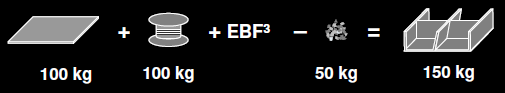 + + EBF³ − =
100 kg 100 kg 50 kg 150 kg